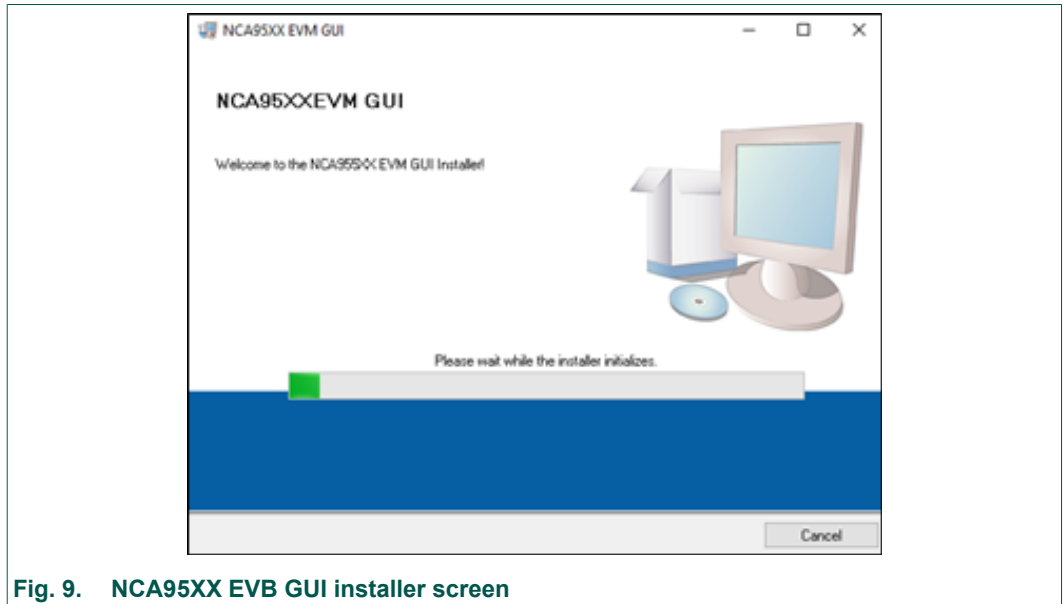 NCA95XX EVM GUI
NCA95XXEVM GUI
Welcome to the NCA955XX EVM GUI Installer!
Please wait while the installer initializes.
Cancel
Fig. 9. NCA95XX EVB GUI installer screen